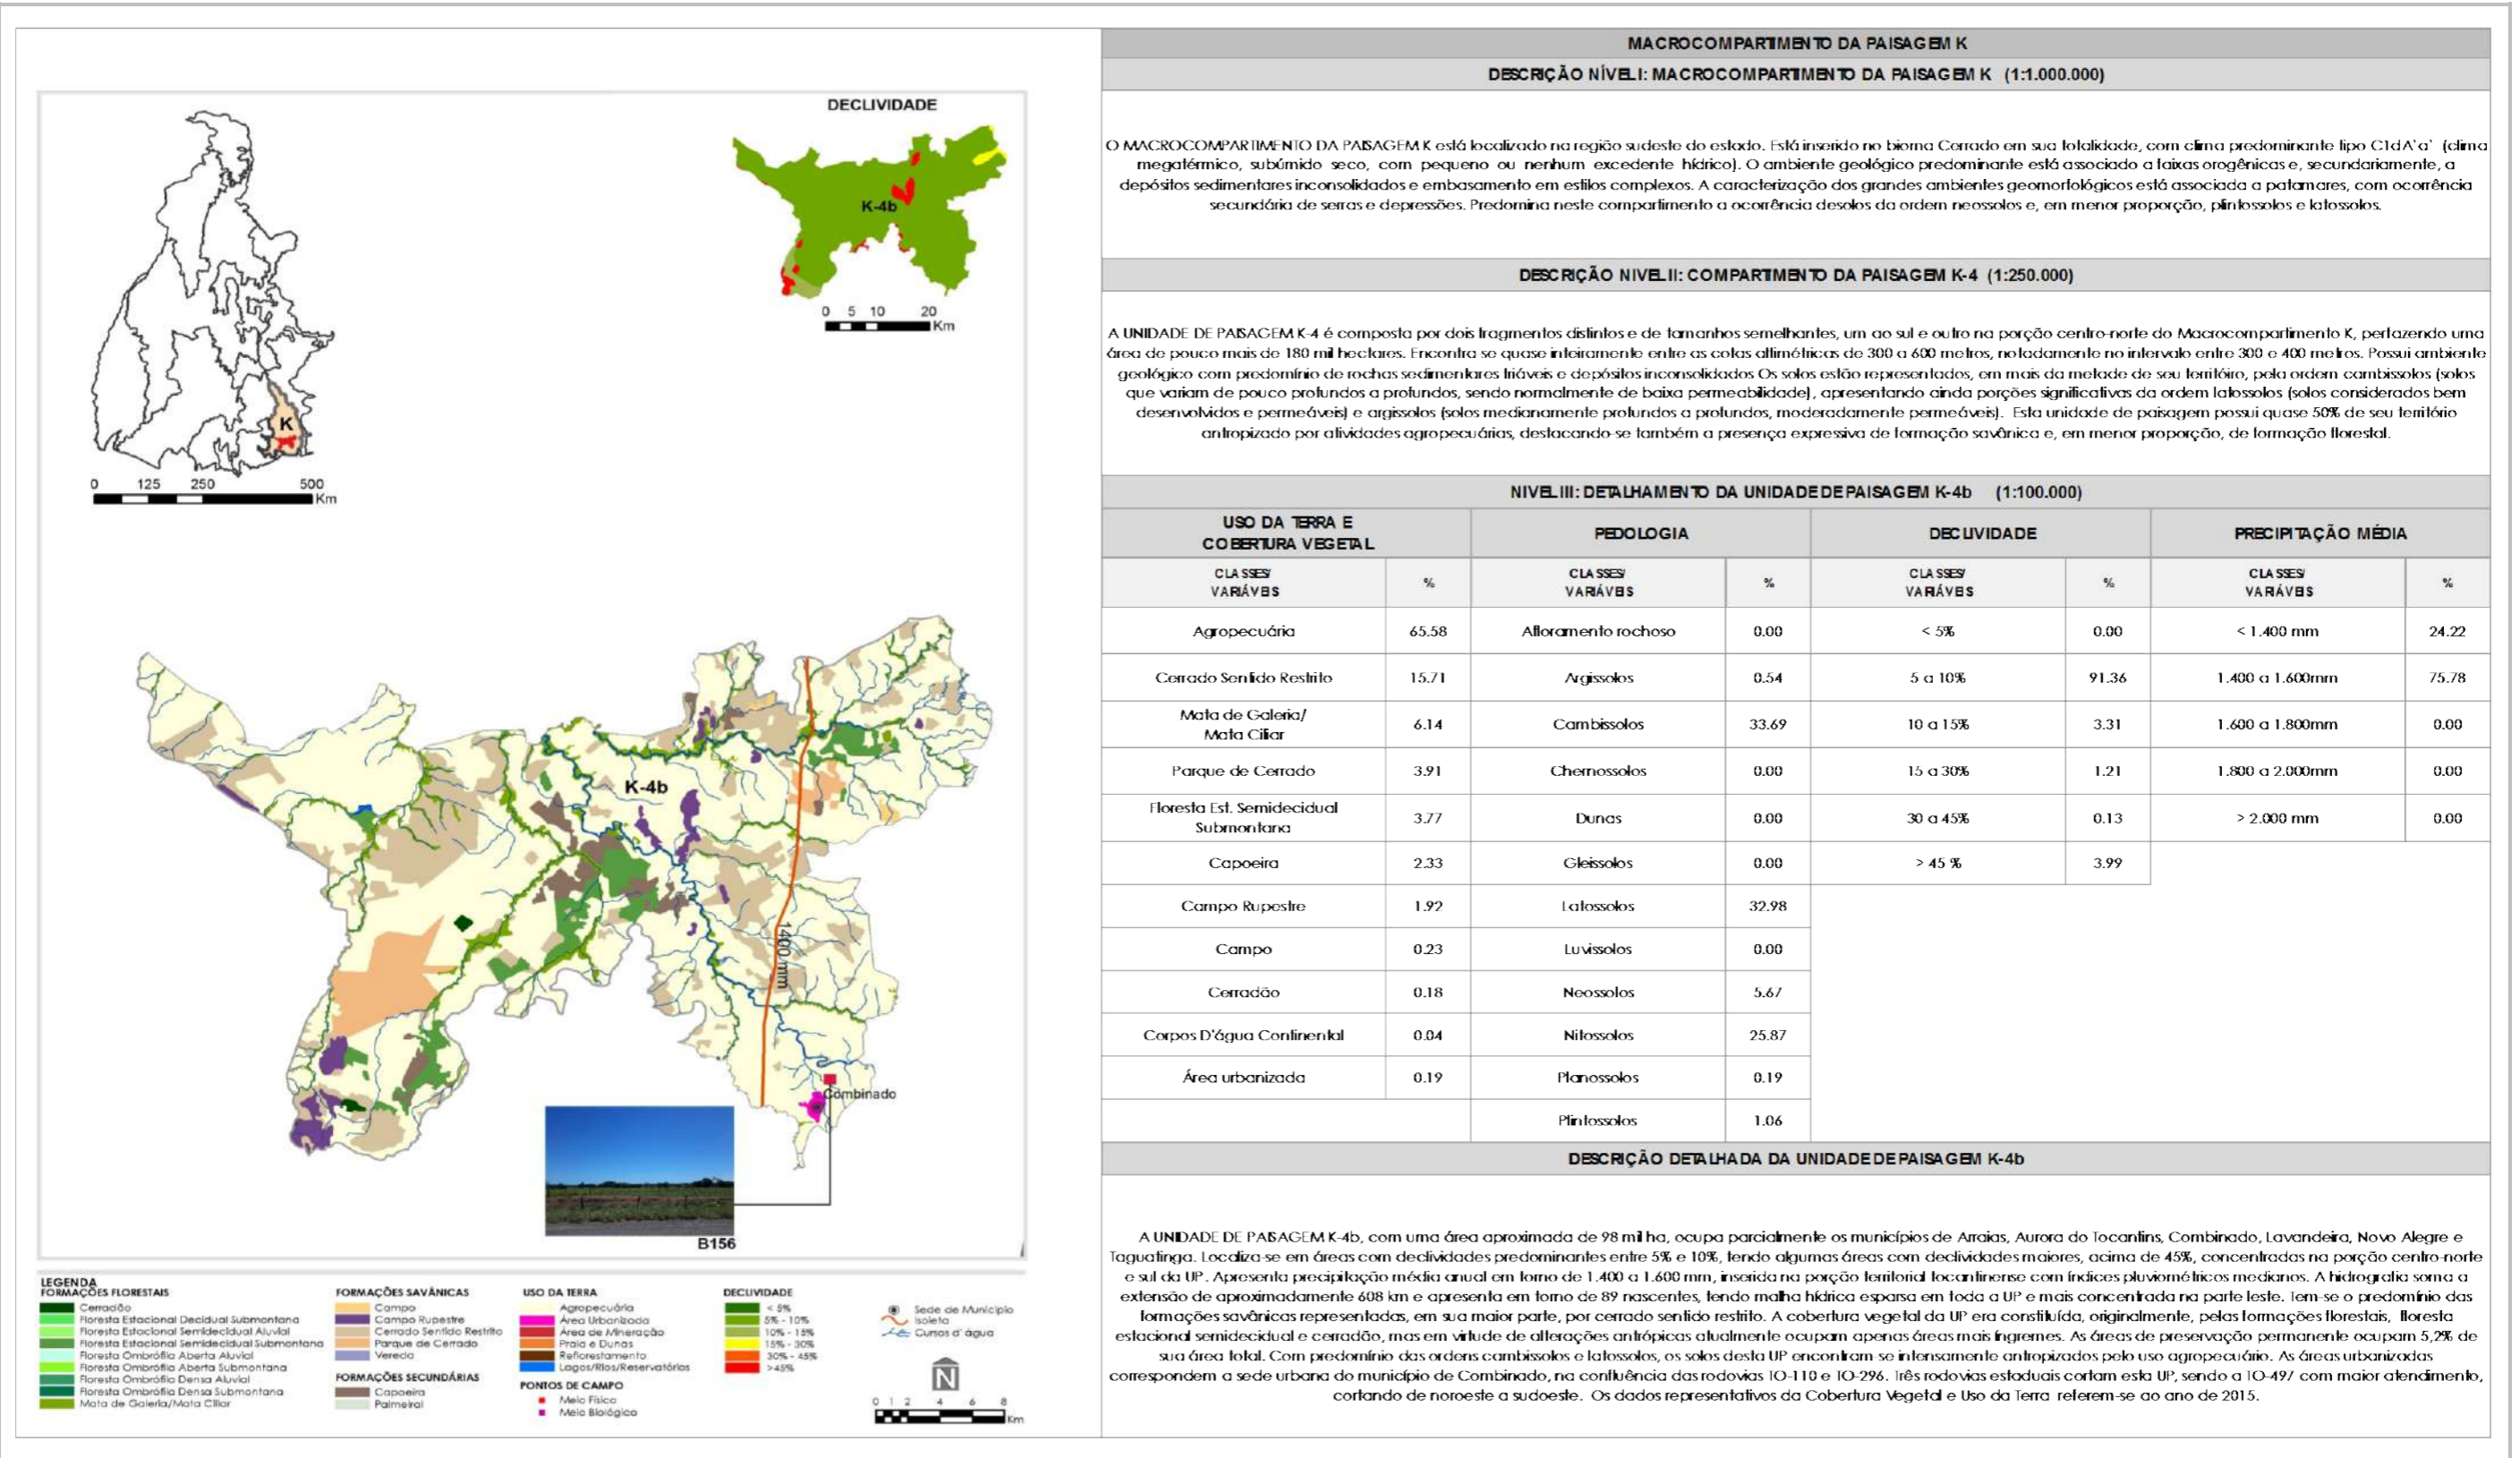 DECLIVIDADE
K-4b
0 5 10 20
Km
K
0 125 250 500
Km
K-4b
1400 mm
Combinado
B156
LEGENDA
FORMAÇÕES FLORESTAIS
Cerradão
Floresta Estacional Decidual Submontana
Floresta Estacional Semidecidual Aluvial
Floresta Estacional Semidecidual Submontana
Floresta Ombrófila Aberta Aluvial
Floresta Ombrófila Aberta Submontana
Floresta Ombrófila Densa Aluvial
Floresta Ombrófila Densa Submontana
Mata de Galeria/Mata Ciliar
FORMAÇÕES SAVÂNICAS
Campo
Campo Rupestre
Cerrado Sentido Restrito
Parque de Cerrado
Vereda
FORMAÇÕES SECUNDÁRIAS
Capoeira
Palmeiral
USO DA TERRA
Agropecuária
Área Urbanizada
Área de Mineração
Praia e Dunas
Reflorestamento
Lagos/Rios/Reservatórios
PONTOS DE CAMPO
Meio Físico
Meio Biológico
DECLIVIDADE
< 5%
5% - 10%
10% - 15%
15% - 30%
30% - 45%
>45%
Sede de Município
Isoieta
Cursos d' água
N
0 1 2 4 6 8
Km
MACROCOMPARTIMENTO DA PAISAGEM K
DESCRIÇÃO NÍVEL I: MACROCOMPARTIMENTO DA PAISAGEM K (1:1.000.000)
O MACROCOMPARTIMENTO DA PAISAGEM K está localizado na região sudeste do estado. Está inserido no bioma Cerrado em sua totalidade, com clima predominante tipo C1dA'a' (clima
megatérmico, subúmido seco, com pequeno ou nenhum excedente hídrico). O ambiente geológico predominante está associado a faixas orogênicas e, secundariamente, a
depósitos sedimentares inconsolidados e embasamento em estilos complexos. A caracterização dos grandes ambientes geomorfológicos está associada a patamares, com ocorrência
secundária de serras e depressões. Predomina neste compartimento a ocorrência desolos da ordem neossolos e, em menor proporção, plintossolos e latossolos.
DESCRIÇÃO NIVEL II: COMPARTIMENTO DA PAISAGEM K-4 (1:250.000)
A UNIDADE DE PAISAGEM K-4 é composta por dois fragmentos distintos e de tamanhos semelhantes, um ao sul e outro na porção centro-norte do Macrocompartimento K, perfazendo uma
área de pouco mais de 180 mil hectares. Encontra se quase inteiramente entre as cotas altimétricas de 300 a 600 metros, notadamente no intervalo entre 300 e 400 metros. Possui ambiente
geológico com predomínio de rochas sedimentares friáveis e depósitos inconsolidados Os solos estão representados, em mais da metade de seu território, pela ordem cambissolos (solos
que variam de pouco profundos a profundos, sendo normalmente de baixa permeabilidade), apresentando ainda porções significativas da ordem latossolos (solos considerados bem
desenvolvidos e permeáveis) e argissolos (solos medianamente profundos a profundos, moderadamente permeáveis). Esta unidade de paisagem possui quase 50% de seu território
antropizado por atividades agropecuárias, destacando-se também a presença expressiva de formação savânica e, em menor proporção, de formação florestal.
NIVEL III: DETALHAMENTO DA UNIDADE DE PAISAGEM K-4b (1:100.000)
USO DA TERRA E
COBERTURA VEGETAL PEDOLOGIA DECLIVIDADE PRECIPITAÇÃO MÉDIA
CLASSES/
VARIÁVEIS % CLASSES/
VARIÁVEIS % CLASSES/
VARIÁVEIS % CLASSES/
VARIÁVEIS %
Agropecuária 65.58 Afloramento rochoso 0.00 < 5% 0.00 < 1.400 mm 24.22
Cerrado Sentido Restrito 15.71 Argissolos 0.54 5 a 10% 91.36 1.400 a 1.600mm 75.78
Mata de Galeria/
Mata Ciliar 6.14 Cambissolos 33.69 10 a 15% 3.31 1.600 a 1.800mm 0.00
Parque de Cerrado 3.91 Chernossolos 0.00 15 a 30% 1.21 1.800 a 2.000mm 0.00
Floresta Est. Semidecidual
Submontana 3.77 Dunas 0.00 30 a 45% 0.13 > 2.000 mm 0.00
Capoeira 2.33 Gleissolos 0.00 > 45 % 3.99
Campo Rupestre 1.92 Latossolos 32.98
Campo 0.23 Luvissolos 0.00
Cerradão 0.18 Neossolos 5.67
Corpos D'água Continental 0.04 Nitossolos 25.87
Área urbanizada 0.19 Planossolos 0.19
Plintossolos 1.06
DESCRIÇÃO DETALHADA DA UNIDADE DE PAISAGEM K-4b
A UNIDADE DE PAISAGEM K-4b, com uma área aproximada de 98 mil ha, ocupa parcialmente os municípios de Arraias, Aurora do Tocantins, Combinado, Lavandeira, Novo Alegre e
Taguatinga. Localiza-se em áreas com declividades predominantes entre 5% e 10%, tendo algumas áreas com declividades maiores, acima de 45%, concentradas na porção centro-norte
e sul da UP. Apresenta precipitação média anual em torno de 1.400 a 1.600 mm, inserida na porção territorial tocantinense com índices pluviométricos medianos. A hidrografia soma a
extensão de aproximadamente 608 km e apresenta em torno de 89 nascentes, tendo malha hídrica esparsa em toda a UP e mais concentrada na parte leste. Tem-se o predomínio das
formações savânicas representadas, em sua maior parte, por cerrado sentido restrito. A cobertura vegetal da UP era constituída, originalmente, pelas formações florestais, floresta
estacional semidecidual e cerradão, mas em virtude de alterações antrópicas atualmente ocupam apenas áreas mais íngremes. As áreas de preservação permanente ocupam 5,2% de
sua área total. Com predomínio das ordens cambissolos e latossolos, os solos desta UP encontram se intensamente antropizados pelo uso agropecuário. As áreas urbanizadas
correspondem a sede urbana do município de Combinado, na confluência das rodovias TO-110 e TO-296. Três rodovias estaduais cortam esta UP, sendo a TO-497 com maior atendimento,
cortando de noroeste a sudoeste. Os dados representativos da Cobertura Vegetal e Uso da Terra referem-se ao ano de 2015.